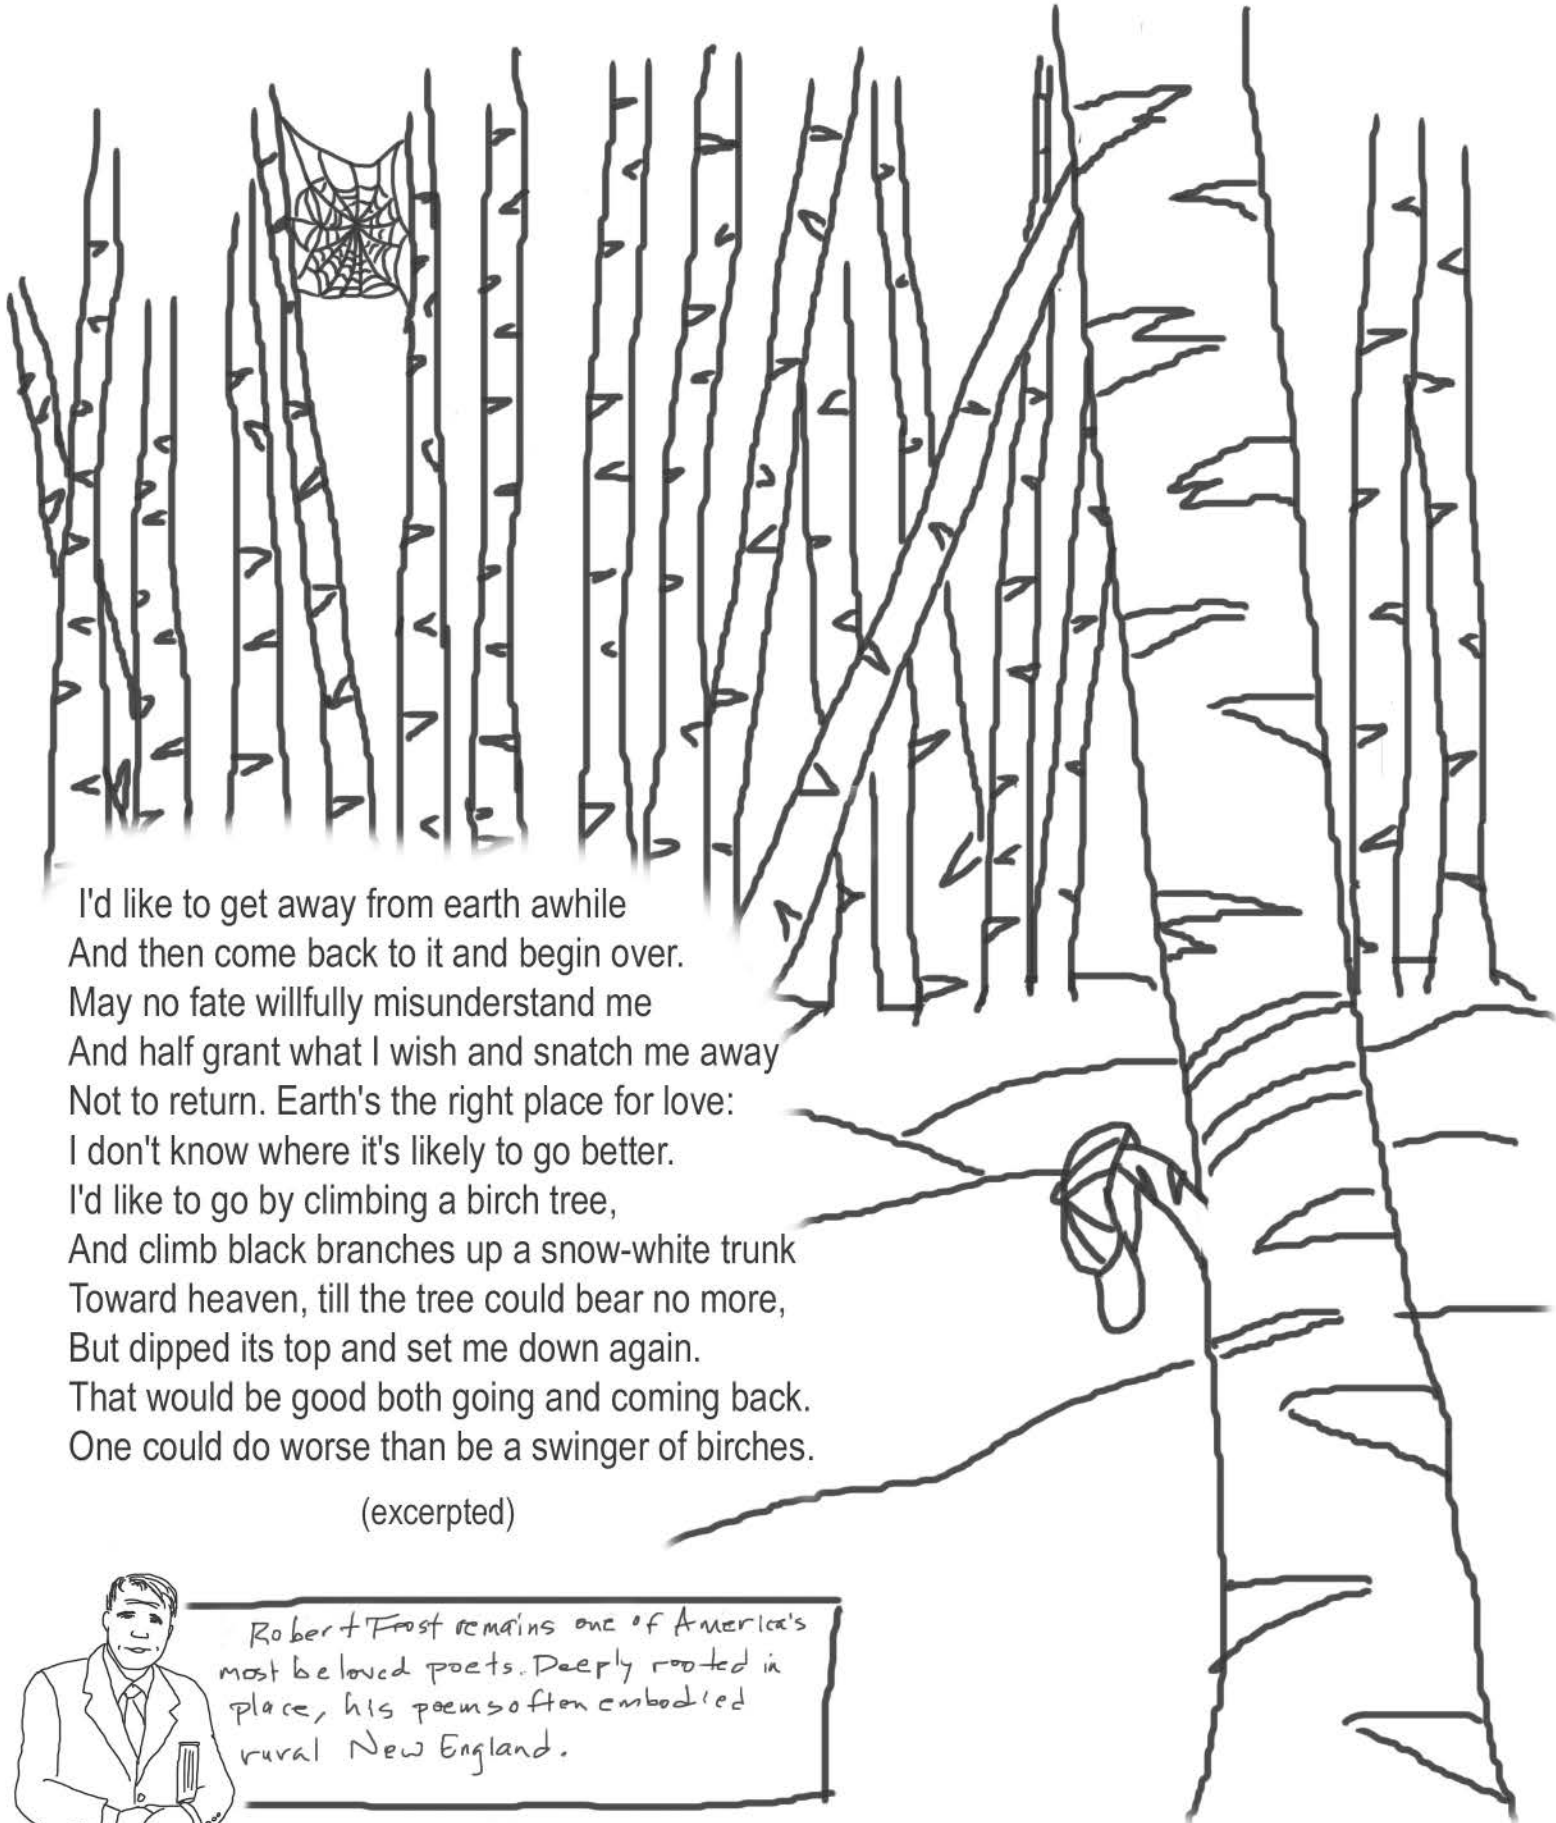 I'd like to get away from earth awhile
And then come back to it and begin over.
May no fate willfully misunderstand me
And half grant what I wish and snatch me away
Not to return. Earth's the right place for love:
I don't know where it's likely to go better.
I'd like to go by climbing a birch tree,
And climb black branches up a snow-white trunk
Toward heaven, till the tree could bear no more,
But dipped its top and set me down again.
That would be good both going and coming back.
One could do worse than be a swinger of birches.
(excerpted)
Robert Frost remains one of America's
most beloved poets. Deeply rooted in
place, his poems often embodied
rural New England.